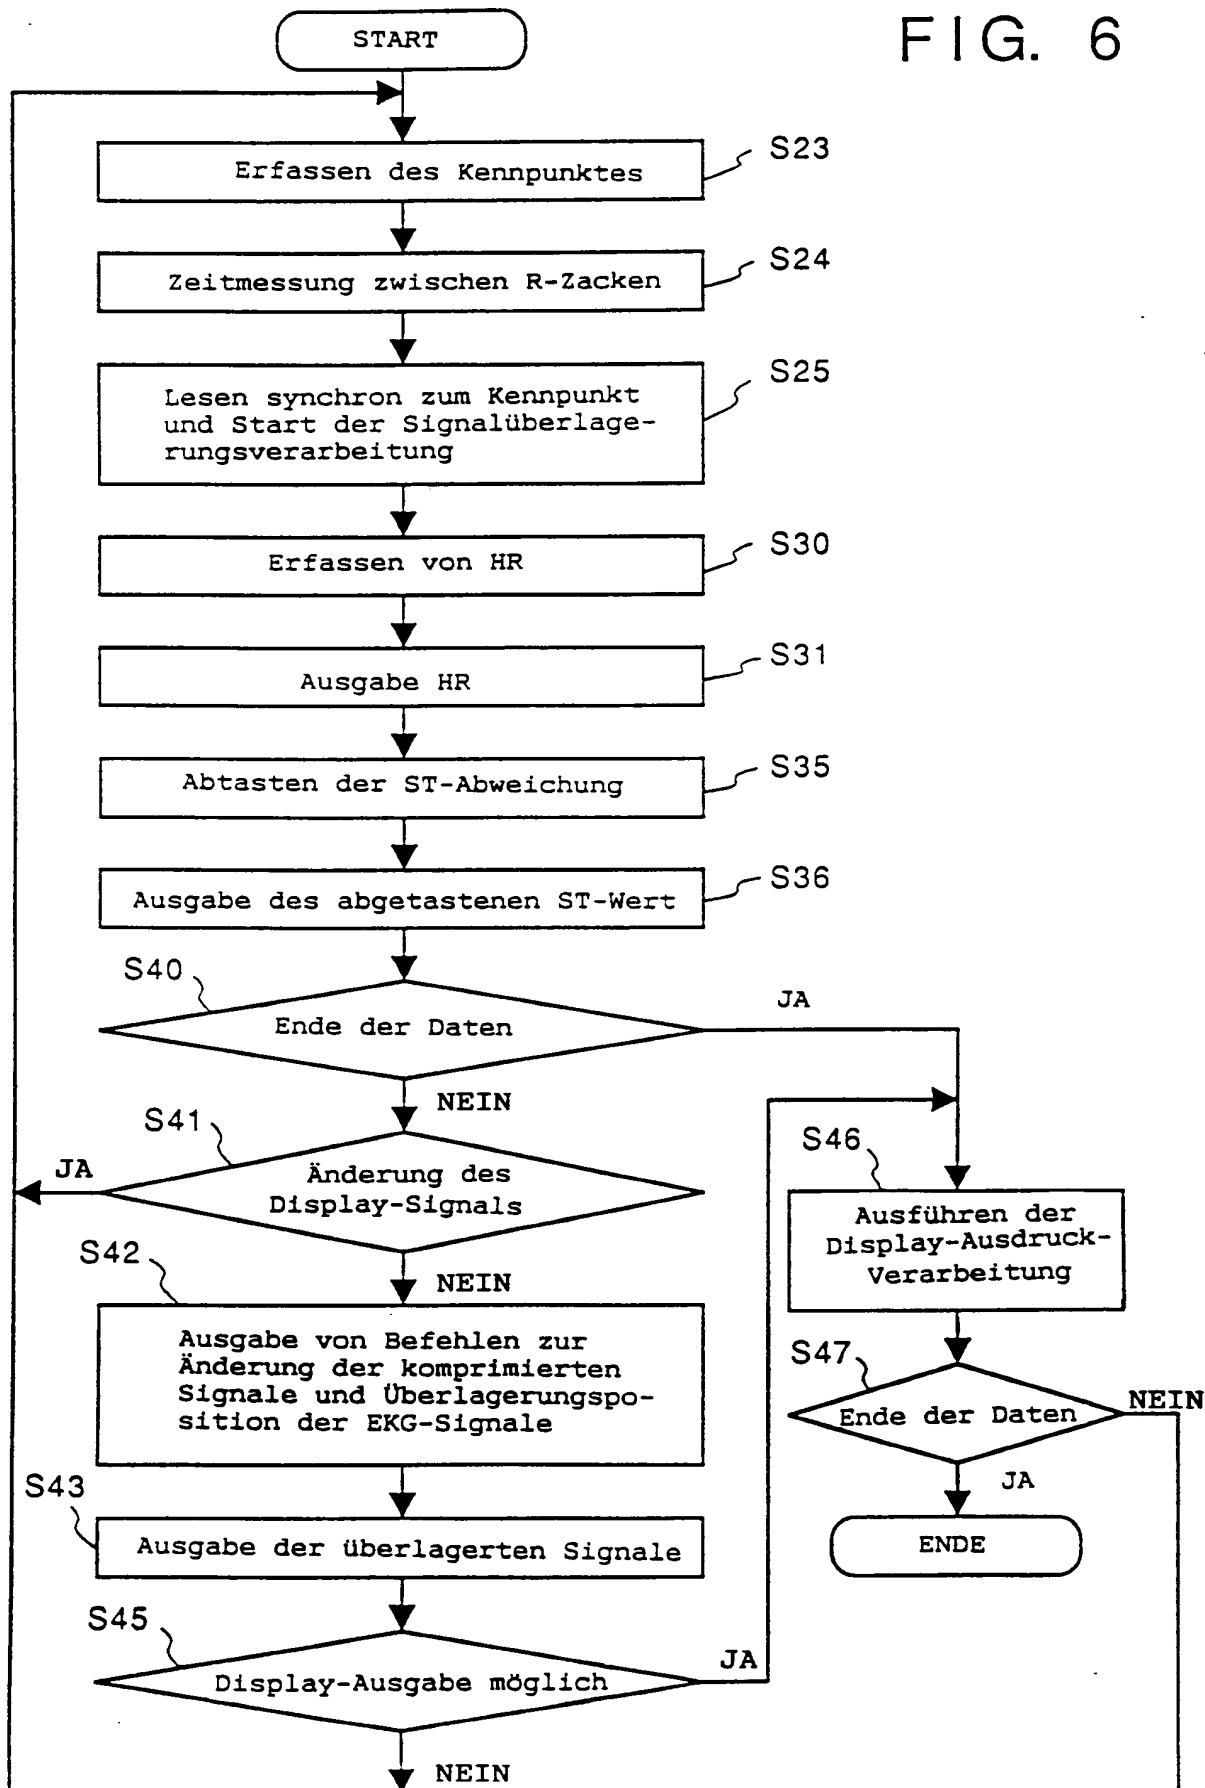 FIG. 6
START
Erfassen des Kennpunktes
S23
Zeitmessung zwischen R-Zacken
S24
Lesen synchron zum Kennpunkt
und Start der Signalüberlage-
rungsverarbeitung
S25
Erfassen von HR
S30
Ausgabe HR
S31
Abtasten der ST-Abweichung
S35
Ausgabe des abgetastenen ST-Wert
S36
S40
Ende der Daten
JA
NEIN
S41
JA
Änderung des
Display-Signals
NEIN
S42
Ausgabe von Befehlen zur
Änderung der komprimierten
Signale und Überlagerungspo-
sition der EKG-Signale
S43
Ausgabe der überlagerten Signale
S45
Display-Ausgabe möglich
JA
NEIN
S46
Ausführen der
Display-Ausdruck-
Verarbeitung
S47
Ende der Daten
NEIN
JA
ENDE